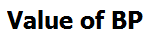 Value of BP